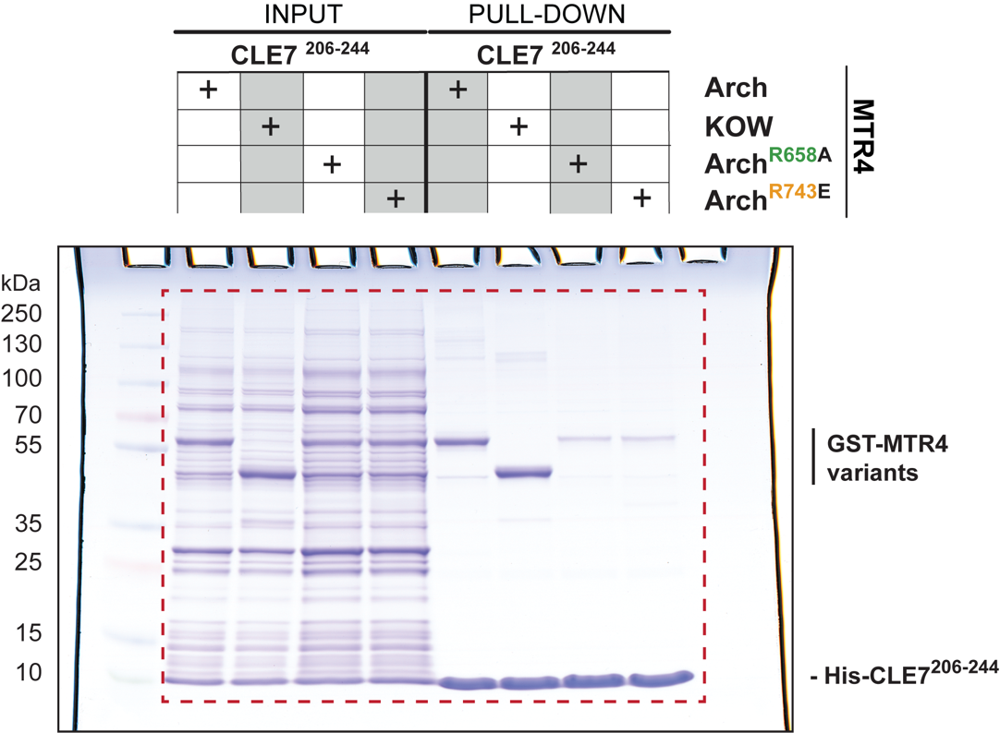 INPUT PULL-DOWN
CLE7 206-244 CLE7 206-244
+ + Arch
+ + KOW
+ + ArchR658A
+ + ArchR743E
MTR4
kDa
250
130
100
70
55
35
25
15
10
GST-MTR4
variants
- His-CLE7206-244